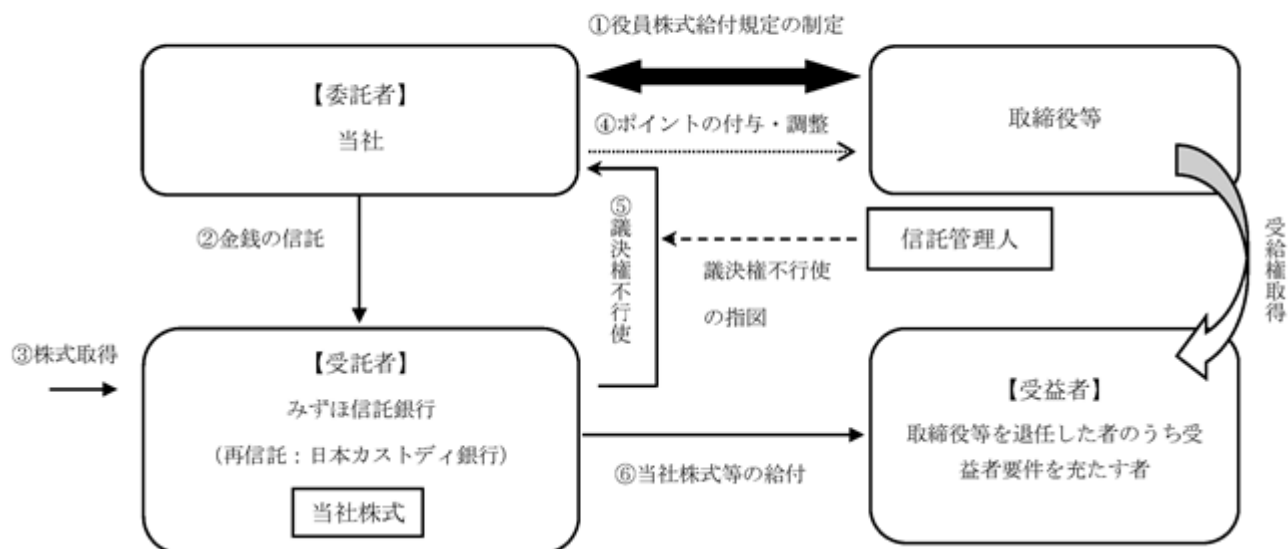 ①役員株式給付規定の制定
【委託者】
当社
取締役等
④ポイントの付与・調整
②金銭の信託
⑤議決権不行使
信託管理人
議決権不行使
の指図
受給権取得
③株式取得
【受託者】
みずほ信託銀行
(再信託:日本カストディ銀行)
当社株式
⑥当社株式等の給付
【受益者】
取締役等を退任した者のうち受
益者要件を充たす者